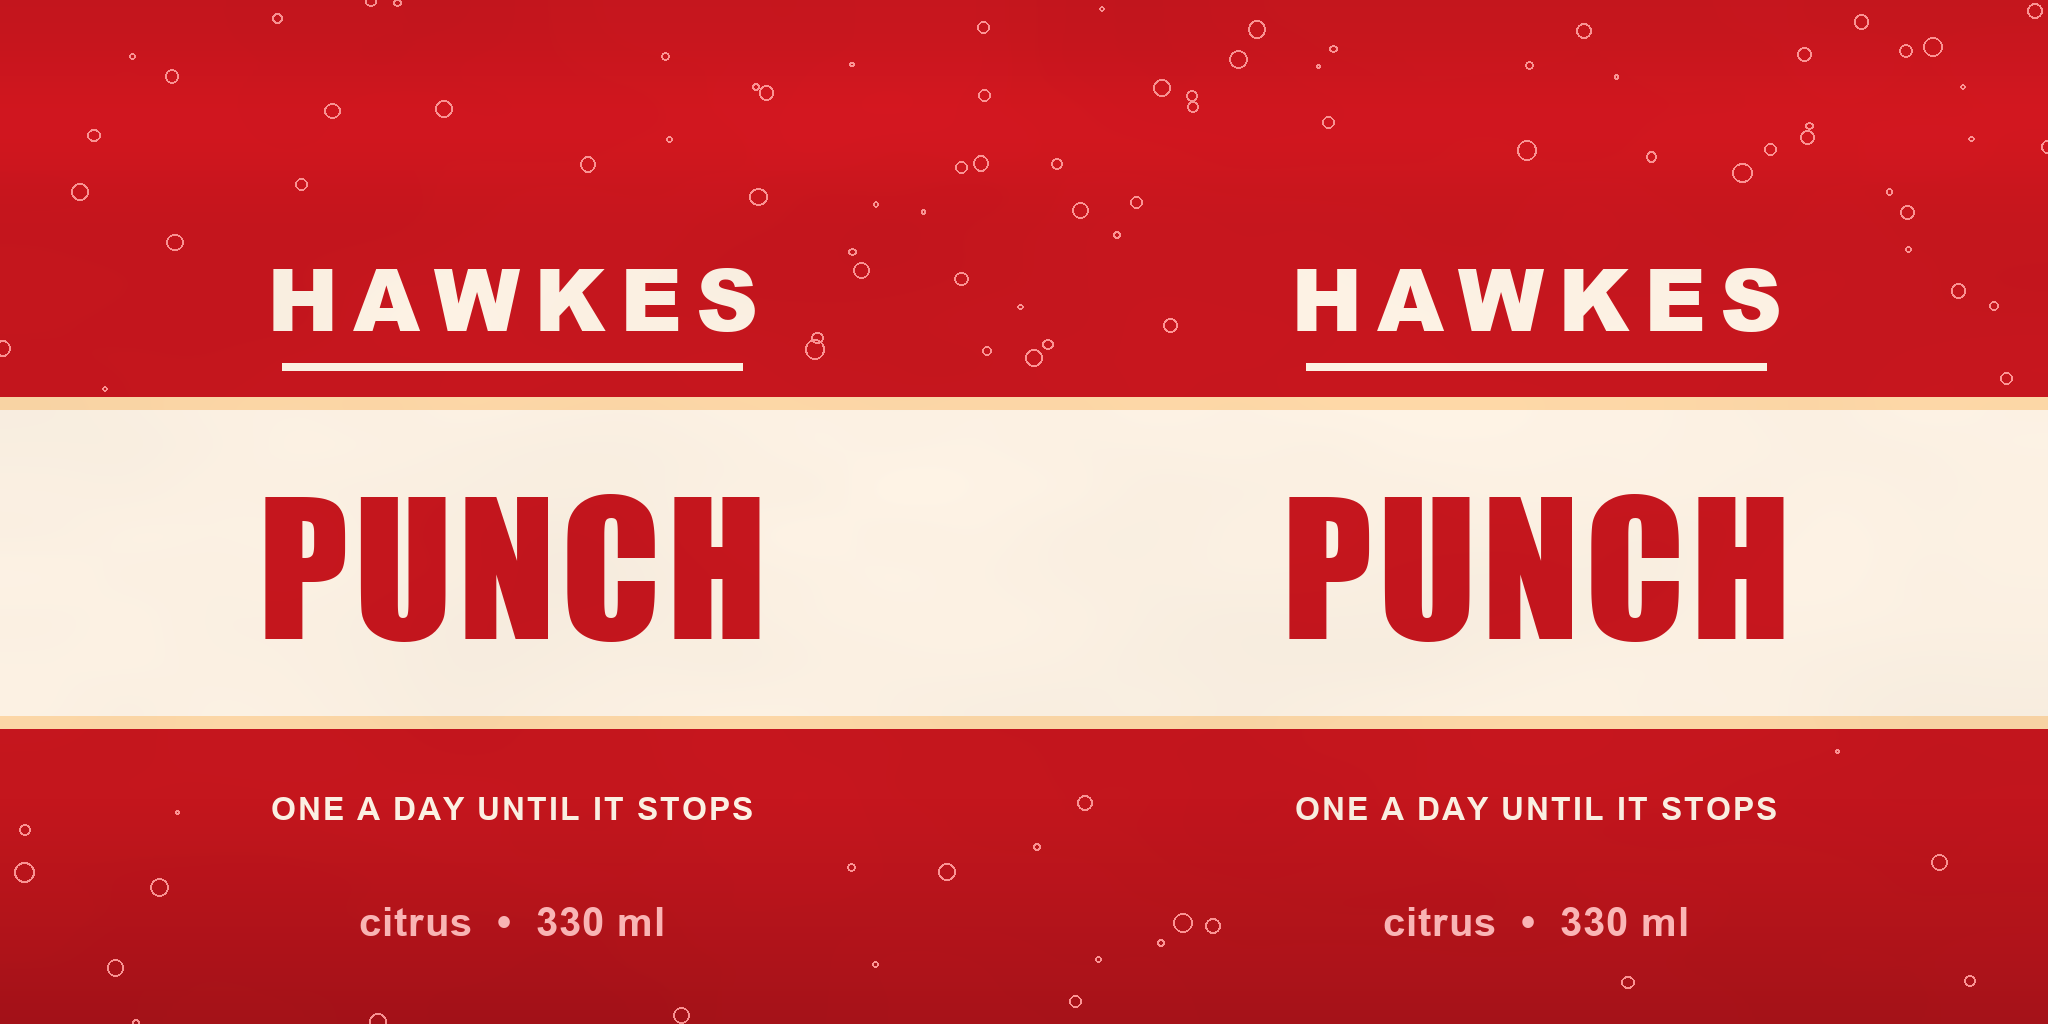 HAWKES
PUNCH
ONE A DAY UNTIL IT STOPS
citrus • 330 ml
HAWKES
PUNCH
ONE A DAY UNTIL IT STOPS
citrus • 330 ml